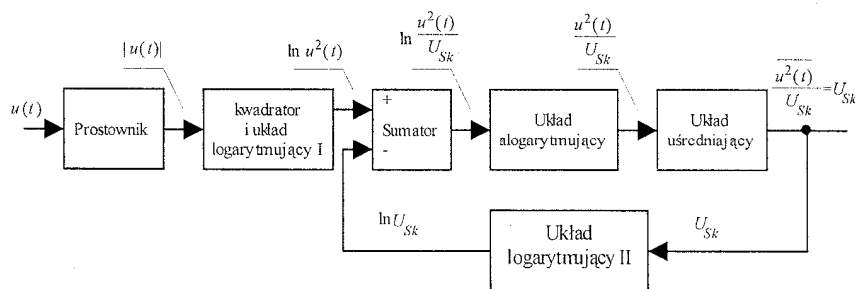 u(t)
|u(t)|
ln u²(t)
ln u²(t)/U_Sk
u²(t)/U_Sk
u²(t)/U_Sk = U_Sk
Prostownik
kwadrator
i układ
logarytmujący I
+
Sumator
-
Układ
alogarytmujący
Układ
uśredniający
ln U_Sk
Układ
logarytmujący II
U_Sk